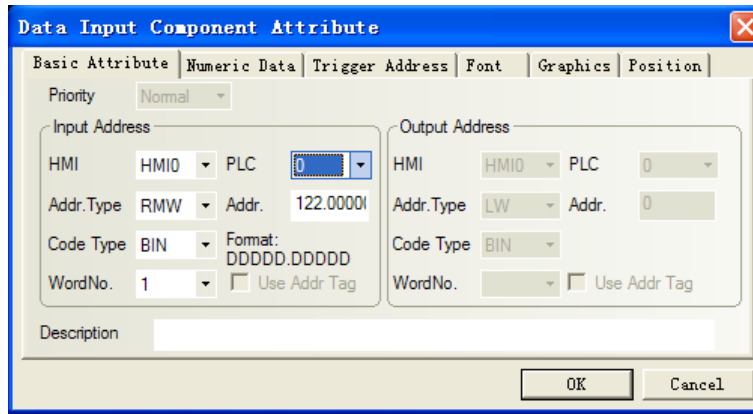 Data Input Component Attribute
Basic Attribute Numeric Data Trigger Address Font Graphics Position
Priority Normal
Input Address Output Address
HMI HMI0 PLC 0 HMI HMI0 PLC 0
Addr.Type RMW Addr. 122.0000( Addr.Type LW Addr. 0
Code Type BIN Format: DDDDD.DDDDD Code Type BIN
WordNo. 1 Use Addr Tag WordNo. Use Addr Tag
Description
OK Cancel